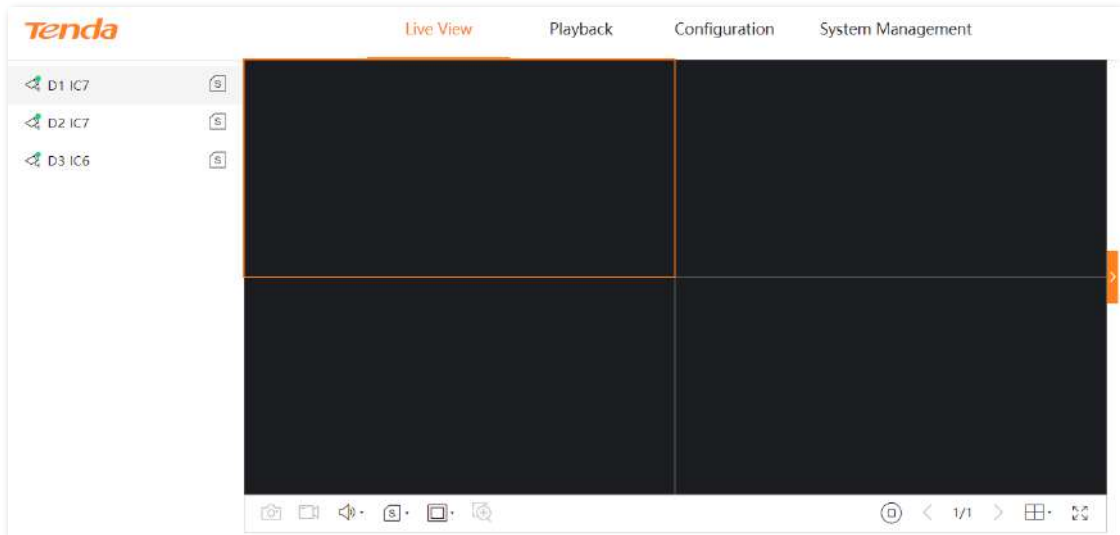 Tenda
Live View Playback Configuration System Management
D1 IC7 S
D2 IC7 S
D3 IC6 S
S 1/1